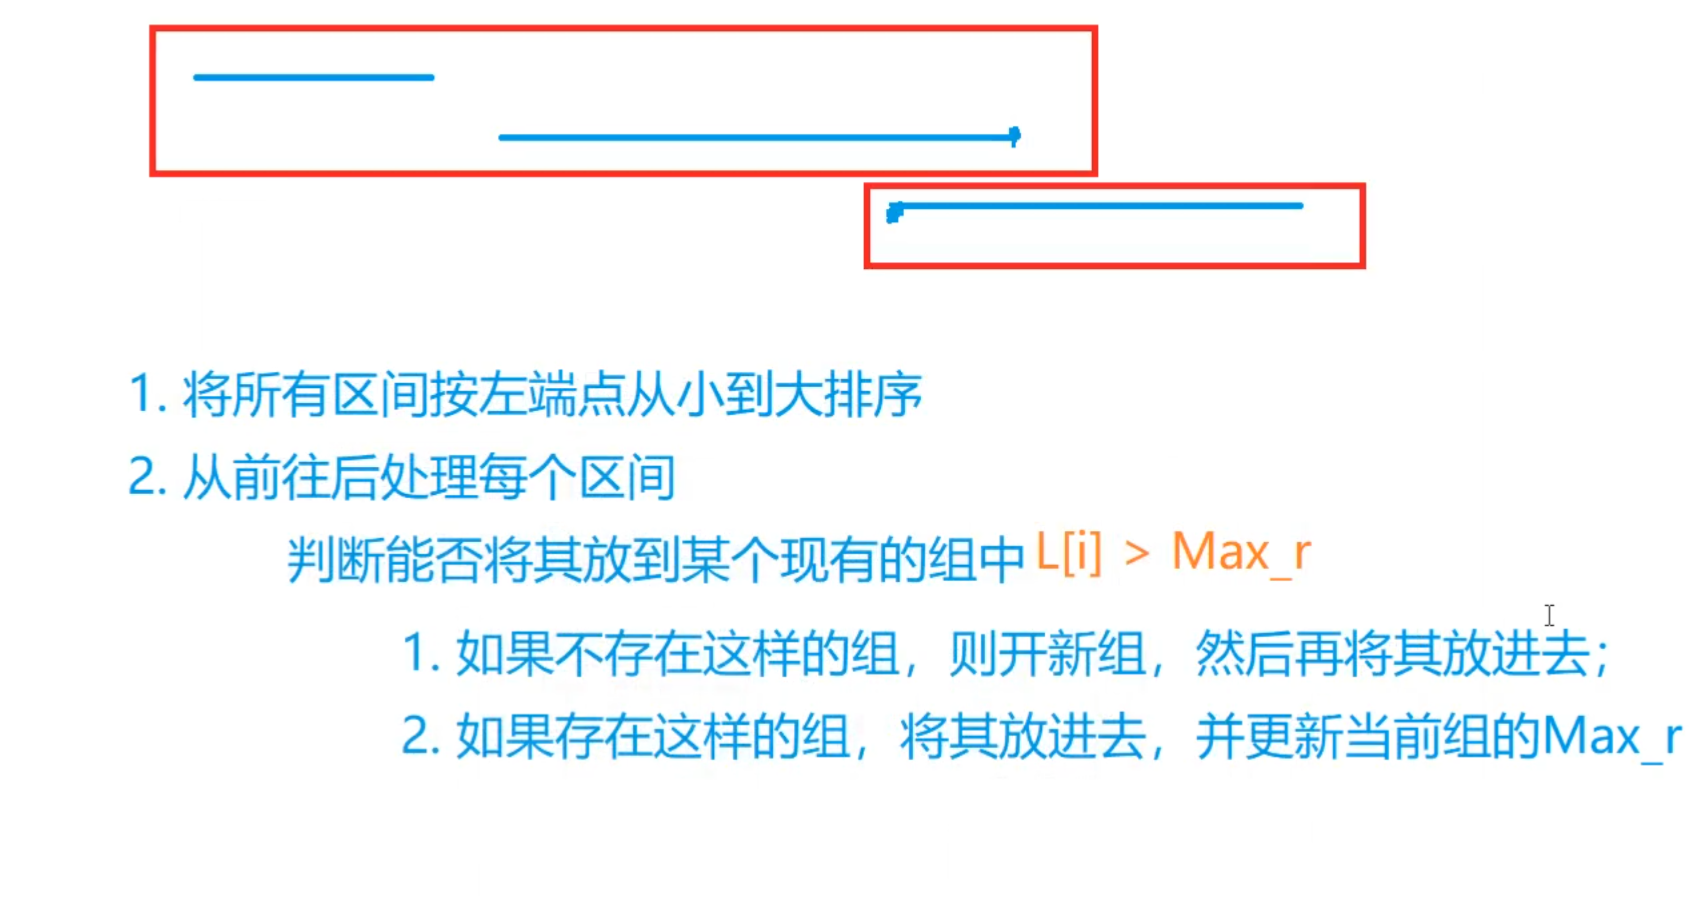 1. 将所有区间按左端点从小到大排序
2. 从前往后处理每个区间
判断能否将其放到某个现有的组中 L[i] > Max_r
1. 如果不存在这样的组，则开新组，然后再将其放进去；
2. 如果存在这样的组，将其放进去，并更新当前组的Max_r